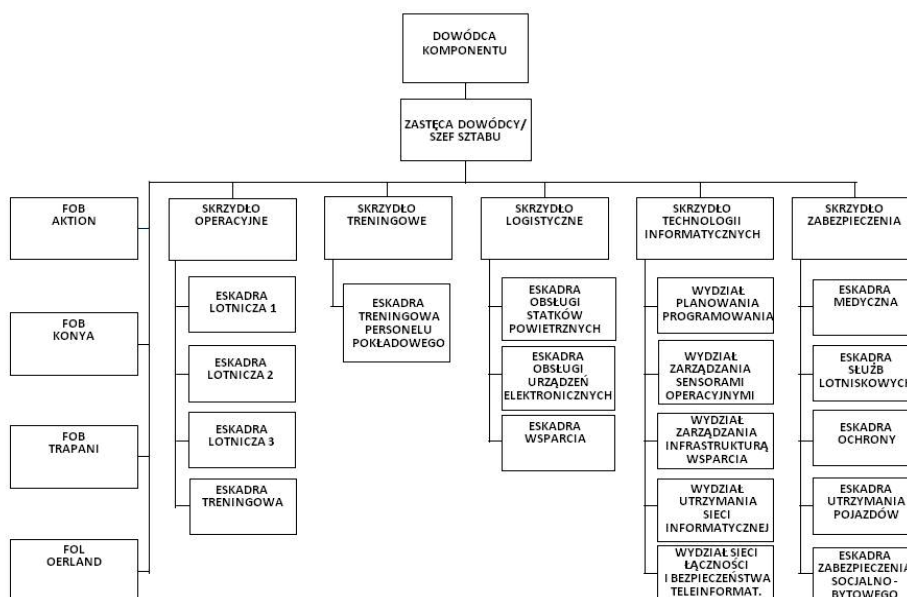 DOWÓDCA
KOMPONENTU
ZASTĘCA DOWÓDCY/
SZEF SZTABU
FOB
AKTION
FOB
KONYA
FOB
TRAPANI
FOL
OERLAND
SKRZYDŁO
OPERACYJNE
ESKADRA
LOTNICZA 1
ESKADRA
LOTNICZA 2
ESKADRA
LOTNICZA 3
ESKADRA
TRENINGOWA
SKRZYDŁO
TRENINGOWE
ESKADRA
TRENINGOWA
PERSONELU
POKŁADOWEGO
SKRZYDŁO
LOGISTYCZNE
ESKADRA
OBSŁUGI
STATKÓW
POWIETRZNYCH
ESKADRA
OBSŁUGI
URZĄDZEŃ
ELEKTRONICZNYCH
ESKADRA
WSPARCIA
SKRZYDŁO
TECHNOLOGII
INFORMATYCZNYCH
WYDZIAŁ
PLANOWANIA
PROGRAMOWANIA
WYDZIAŁ
ZARZĄDZANIA
SENSORAMI
OPERACYJNYMI
WYDZIAŁ
ZARZĄDZANIA
INFRASTRUKTURĄ
WSPARCIA
WYDZIAŁ
UTRZYMANIA
SIECI
INFORMATYCZNEJ
WYDZIAŁ SIECI
ŁĄCZNOŚCI
I BEZPIECZEŃSTWA
TELEINFORMAT.
SKRZYDŁO
ZABEZPIECZENIA
ESKADRA
MEDYCZNA
ESKADRA
SŁUŻB
LOTNISKOWYCH
ESKADRA
OCHRONY
ESKADRA
UTRZYMANIA
POJAZDÓW
ESKADRA
ZABEZPIECZENIA
SOCJALNO-
BYTOWEGO